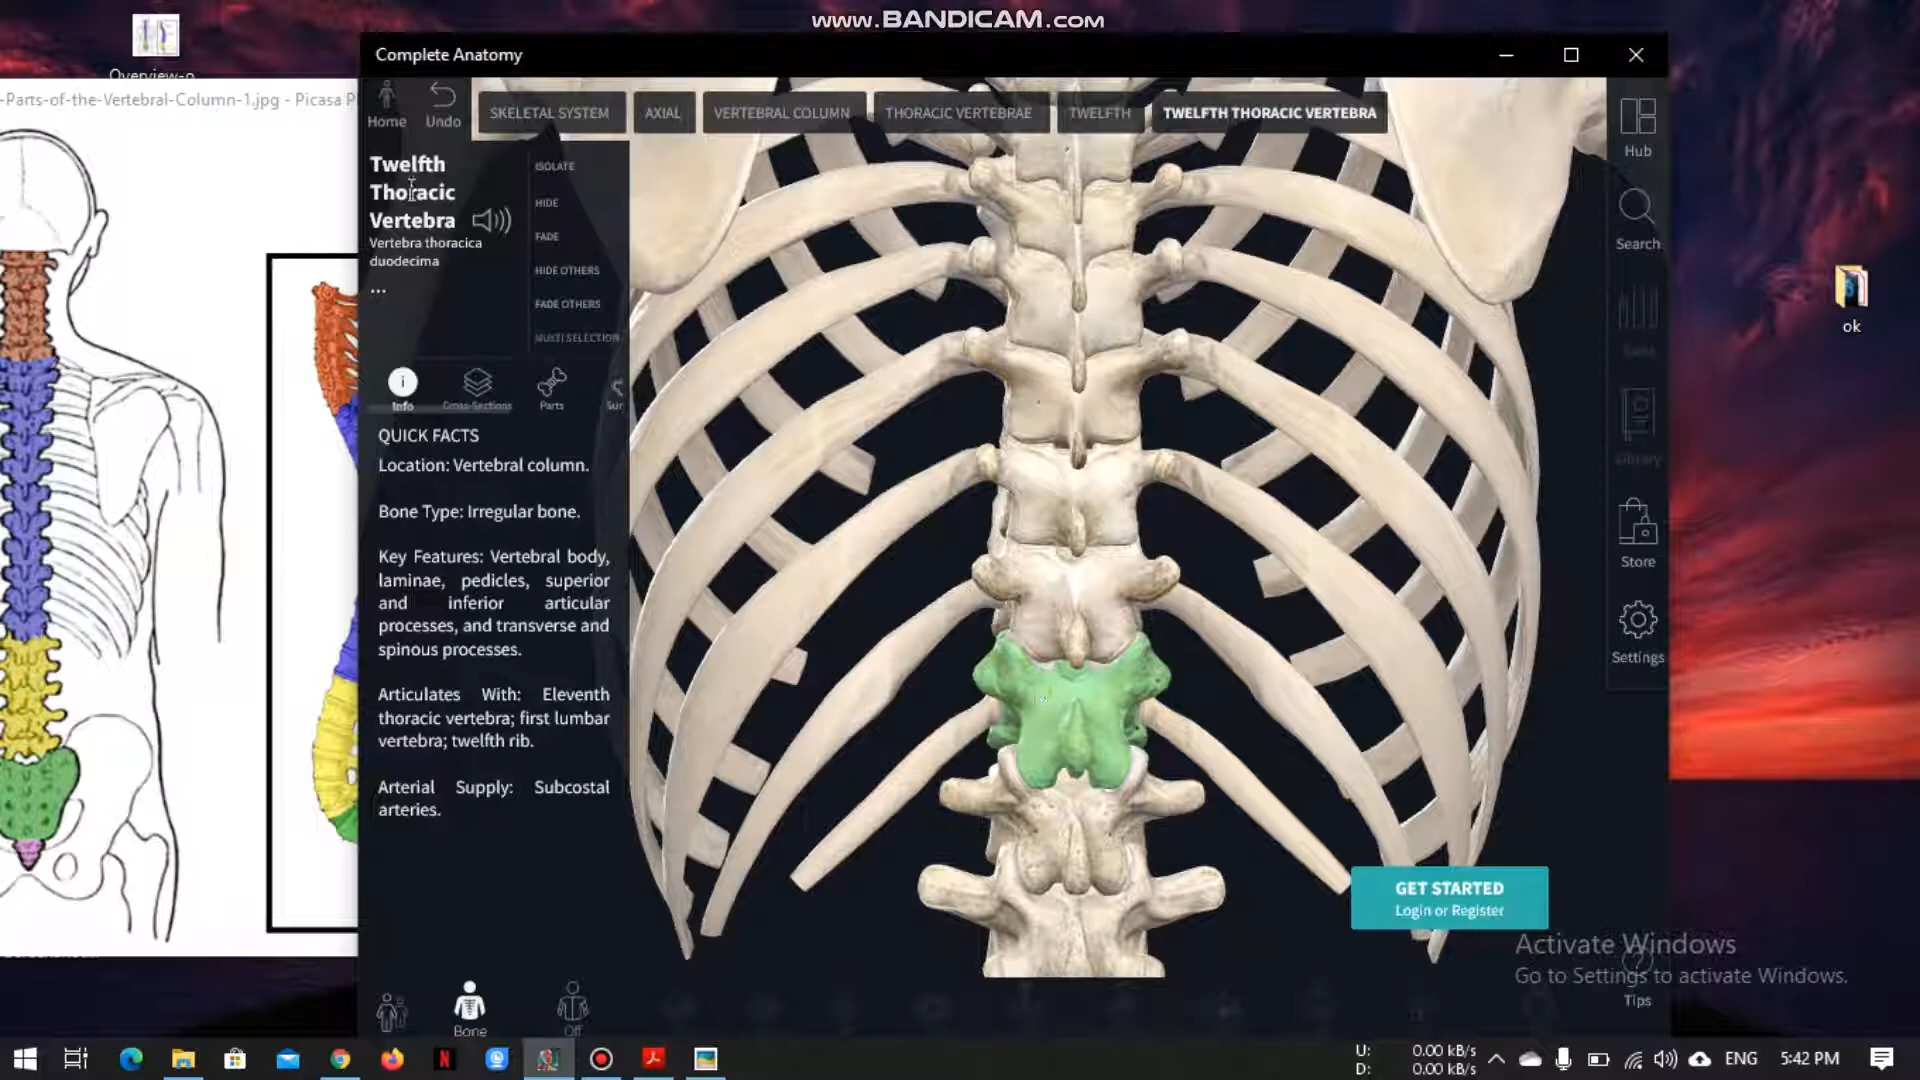 www.BANDICAM.com
Overview-o
-Parts-of-the-Vertebral-Column-1.jpg - Picasa P
Complete Anatomy
Home
Undo
SKELETAL SYSTEM
AXIAL
VERTEBRAL COLUMN
THORACIC VERTEBRAE
TWELFTH
TWELFTH THORACIC VERTEBRA
Twelfth
Thoracic
Vertebra
Vertebra thoracica
duodecima
...
ISOLATE
HIDE
FADE
HIDE OTHERS
FADE OTHERS
MULTI SELECTION
Info
Cross-Sections
Parts
Sur
QUICK FACTS
Location: Vertebral column.
Bone Type: Irregular bone.
Key Features: Vertebral body,
laminae, pedicles, superior
and inferior articular
processes, and transverse and
spinous processes.
Articulates With: Eleventh
thoracic vertebra; first lumbar
vertebra; twelfth rib.
Arterial Supply: Subcostal
arteries.
Hub
Search
Library
Store
Settings
ok
GET STARTED
Login or Register
Activate Windows
Go to Settings to activate Windows.
Tips
Bone
Off
U: 0.00 kB/s
D: 0.00 kB/s
ENG
5:42 PM